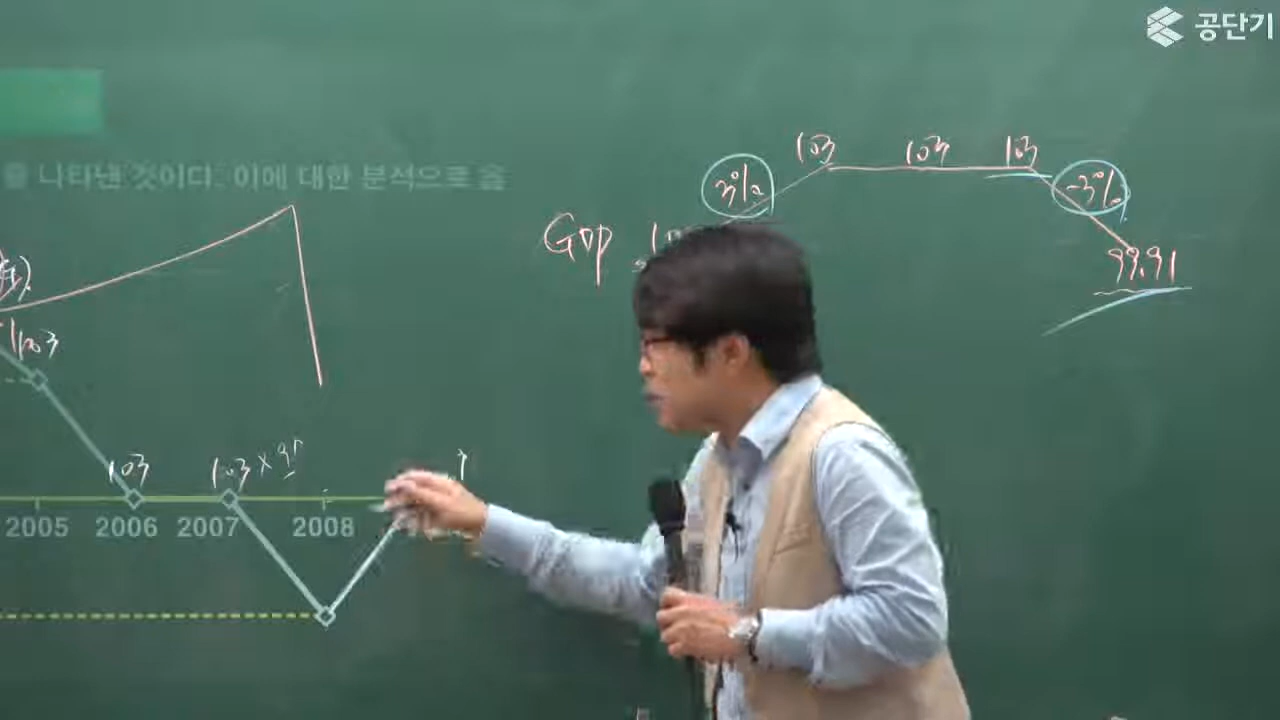 공단기
를 나타낸 것이다. 이에 대한 분석으로 옳
103 103 103
3% -3%
GDP
99.91
103
103 103 ×
2005 2006 2007 2008